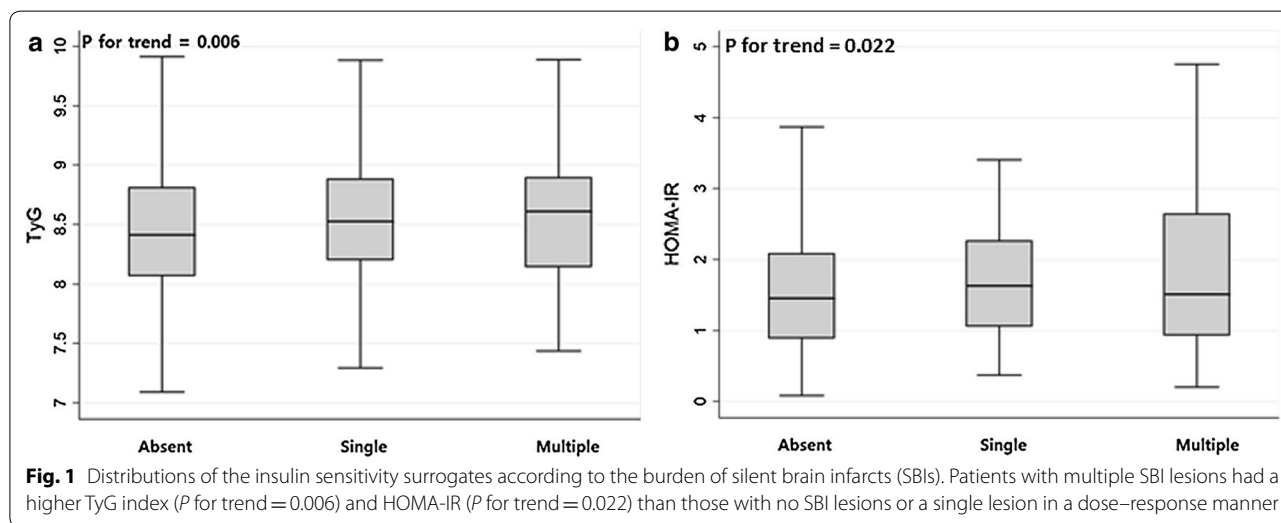 a
P for trend = 0.006
10
9.5
9
8.5
8
7.5
7
TyG
Absent Single Multiple
b
P for trend = 0.022
5
4
3
2
1
0
HOMA-IR
Absent Single Multiple
Fig. 1 Distributions of the insulin sensitivity surrogates according to the burden of silent brain infarcts (SBIs). Patients with multiple SBI lesions had a
higher TyG index (P for trend = 0.006) and HOMA-IR (P for trend = 0.022) than those with no SBI lesions or a single lesion in a dose–response manner